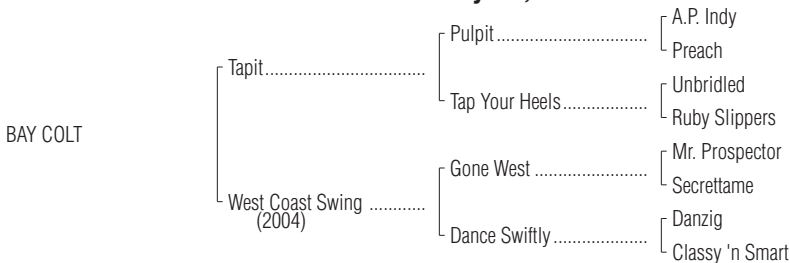 A.P. Indy
Pulpit
Preach
Tapit
Unbridled
Tap Your Heels
Ruby Slippers
BAY COLT
Mr. Prospector
Gone West
Secrettame
West Coast Swing
(2004)
Danzig
Dance Swiftly
Classy 'n Smart